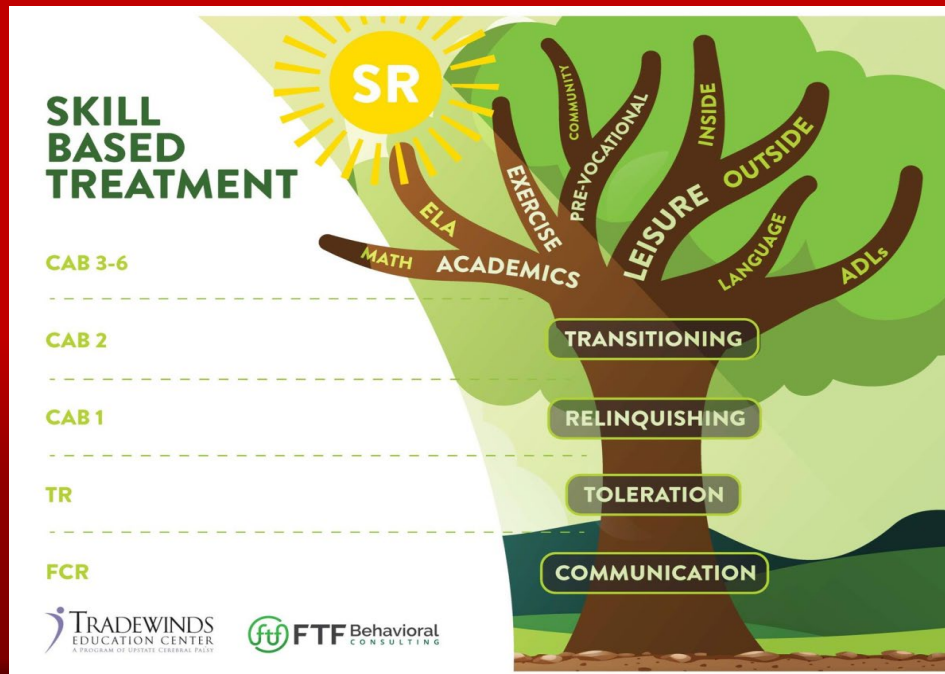 SKILL
BASED
TREATMENT
SR
COMMUNITY
PRE-VOCATIONAL
INSIDE
OUTSIDE
LEISURE
EXERCISE
ELA
MATH
ACADEMICS
LANGUAGE
ADLs
CAB 3-6
CAB 2
TRANSITIONING
CAB 1
RELINQUISHING
TR
TOLERATION
FCR
COMMUNICATION
TRADEWINDS
EDUCATION CENTER
A PROGRAM OF UPSTATE CEREBRAL PALSY
ftf FTF Behavioral
CONSULTING